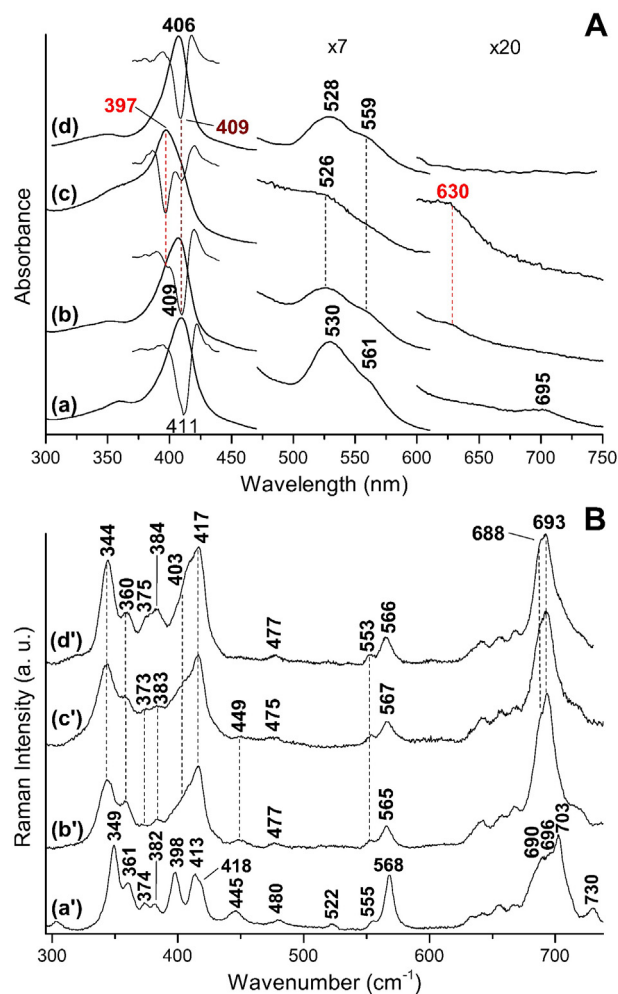 A
406
x7
x20
397
409
(d)
528
559
(c)
526
630
(b)
409
530
561
(a)
411
695
Absorbance
300 350 400 450 500 550 600 650 700 750
Wavelength (nm)
B
344
360
375
384
403
417
688
693
(d')
477
553
566
(c')
373
383
449
475
567
(b')
477
565
(a')
349
361
374
382
398
413
418
445
480
522
555
568
690
696
703
730
Raman Intensity (a. u.)
300 400 500 600 700
Wavenumber (cm⁻¹)